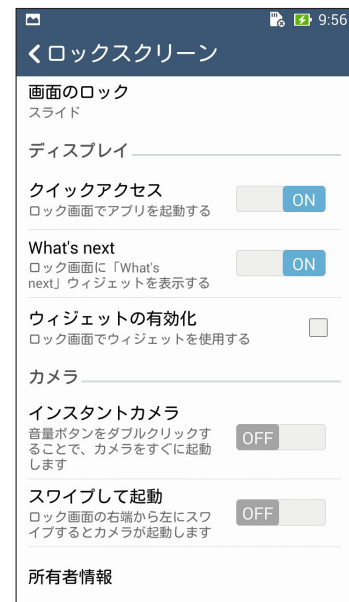 9:56
ロックスクリーン
画面のロック
スライド
ディスプレイ
クイックアクセス
ロック画面でアプリを起動する
ON
What's next
ロック画面に「What's
next」ウィジェットを表示する
ON
ウィジェットの有効化
ロック画面でウィジェットを使用する
カメラ
インスタントカメラ
音量ボタンをダブルクリックす
ることで、カメラをすぐに起動
します
OFF
スワイプして起動
ロック画面の右端から左にスワ
イプするとカメラが起動します
OFF
所有者情報